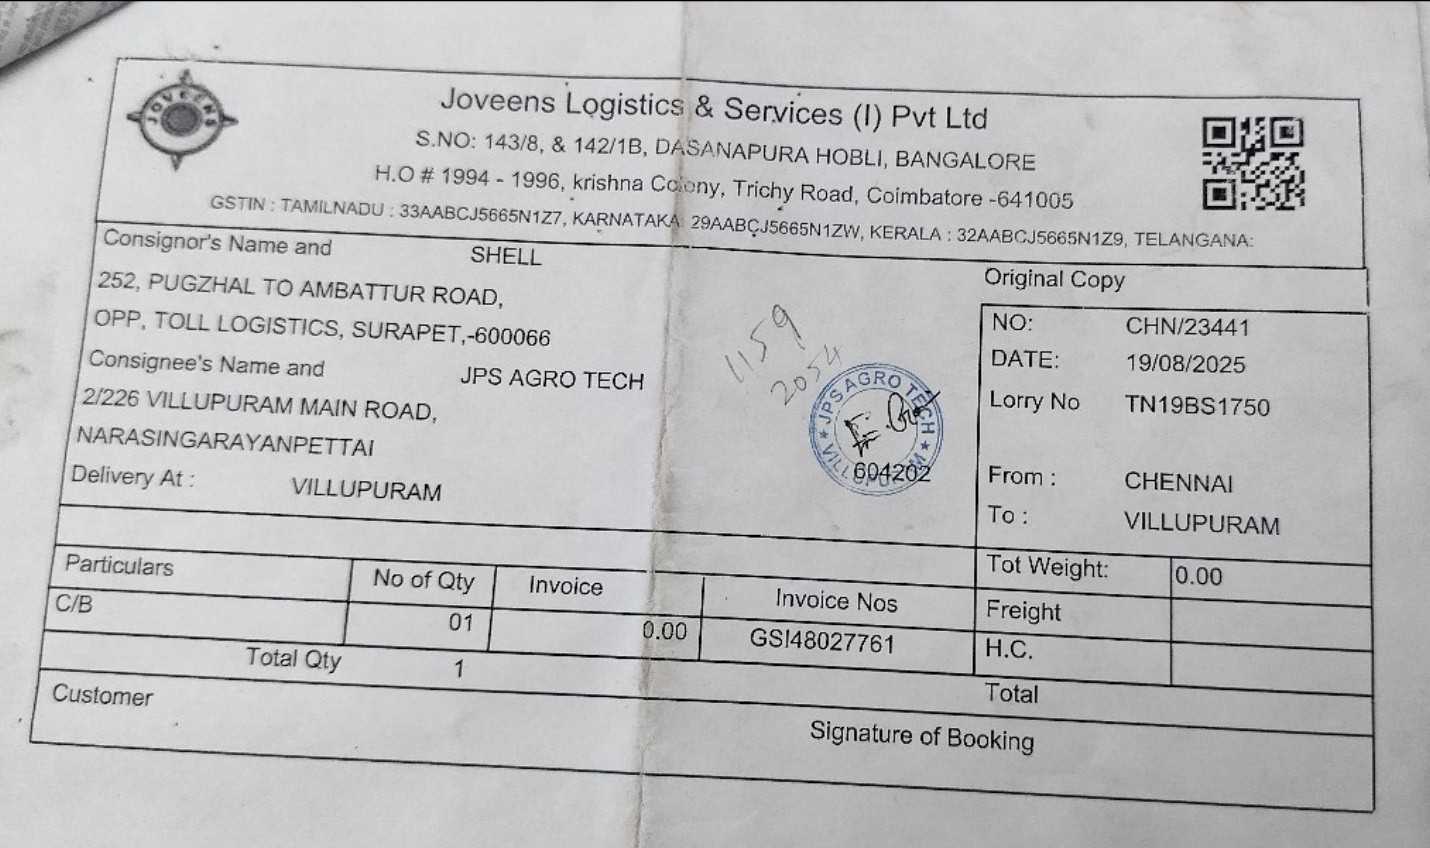 JOVEENS
Joveens Logistics & Services (I) Pvt Ltd
S.NO: 143/8, & 142/1B, DASANAPURA HOBLI, BANGALORE
H.O # 1994 - 1996, krishna Colony, Trichy Road, Coimbatore -641005
GSTIN : TAMILNADU : 33AABCJ5665N1Z7, KARNATAKA: 29AABCJ5665N1ZW, KERALA : 32AABCJ5665N1Z9, TELANGANA:
Consignor's Name and SHELL
252, PUGZHAL TO AMBATTUR ROAD,
OPP, TOLL LOGISTICS, SURAPET,-600066
Consignee's Name and JPS AGRO TECH
2/226 VILLUPURAM MAIN ROAD,
NARASINGARAYANPETTAI
Delivery At : VILLUPURAM
1159
2054
JPS AGRO TECH
VILLUPURAM
604202
Original Copy
NO: CHN/23441
DATE: 19/08/2025
Lorry No TN19BS1750
From : CHENNAI
To : VILLUPURAM
Particulars No of Qty Invoice Invoice Nos
C/B 01 0.00 GSI48027761
Total Qty 1
Tot Weight: 0.00
Freight
H.C.
Total
Customer
Signature of Booking